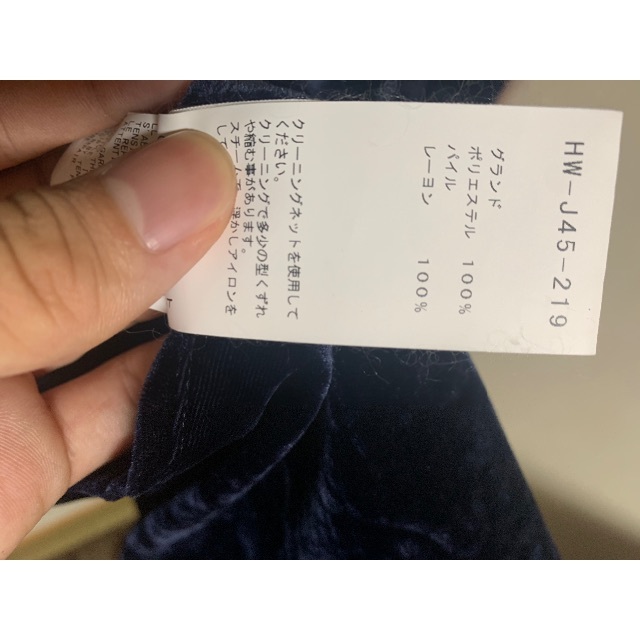 HW-J45-219
グランド
ポリエステル 100%
パイル
レーヨン 100%
クリーニングネットを使用して
ください。
クリーニングで多少の型くずれ
や縮む事があります。
スチームで 浮かしアイロンを
して